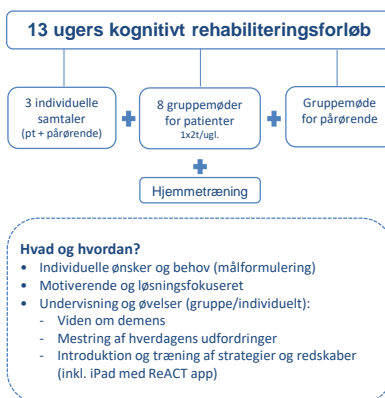 13 ugers kognitivt rehabiliteringsforløb
3 individuelle
samtaler
(pt + pårørende)
8 gruppemøder
for patienter
1x2t/ugl.
Gruppemøde
for pårørende
Hjemmetræning
Hvad og hvordan?
• Individuelle ønsker og behov (målformulering)
• Motiverende og løsningsfokuseret
• Undervisning og øvelser (gruppe/individuelt):
- Viden om demens
- Mestring af hverdagens udfordringer
- Introduktion og træning af strategier og redskaber
(inkl. iPad med ReACT app)